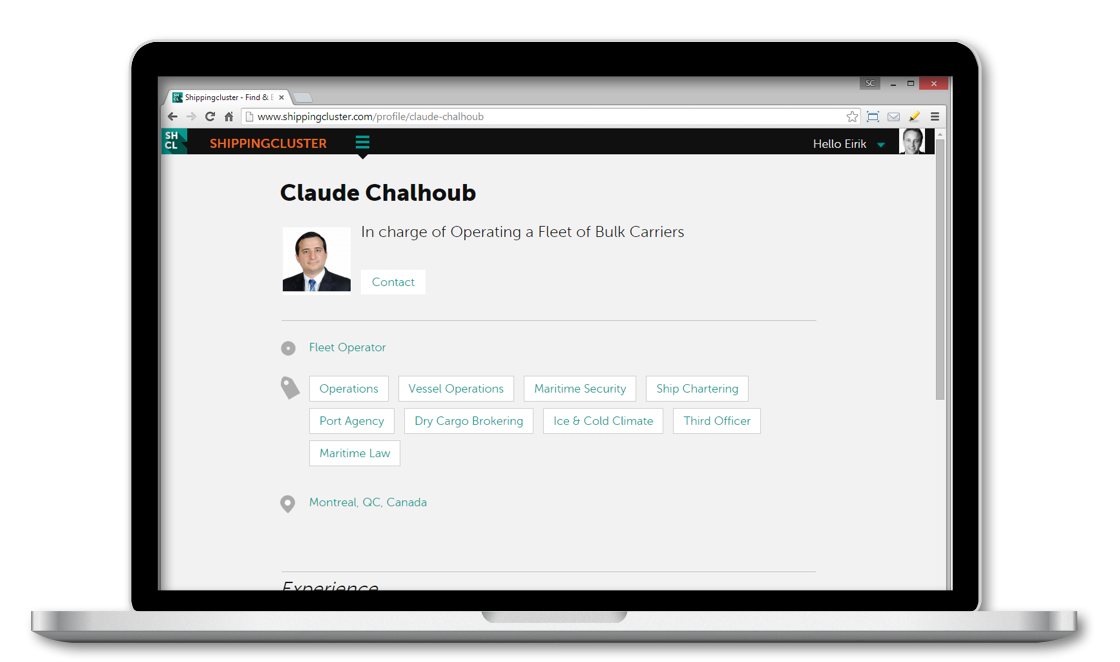 SC
Shippingcluster - Find &
www.shippingcluster.com/profile/claude-chalhoub
SH
CL
SHIPPINGCLUSTER
Hello Eirik
Claude Chalhoub
In charge of Operating a Fleet of Bulk Carriers
Contact
Fleet Operator
Operations Vessel Operations Maritime Security Ship Chartering
Port Agency Dry Cargo Brokering Ice & Cold Climate Third Officer
Maritime Law
Montreal, QC, Canada
Experience